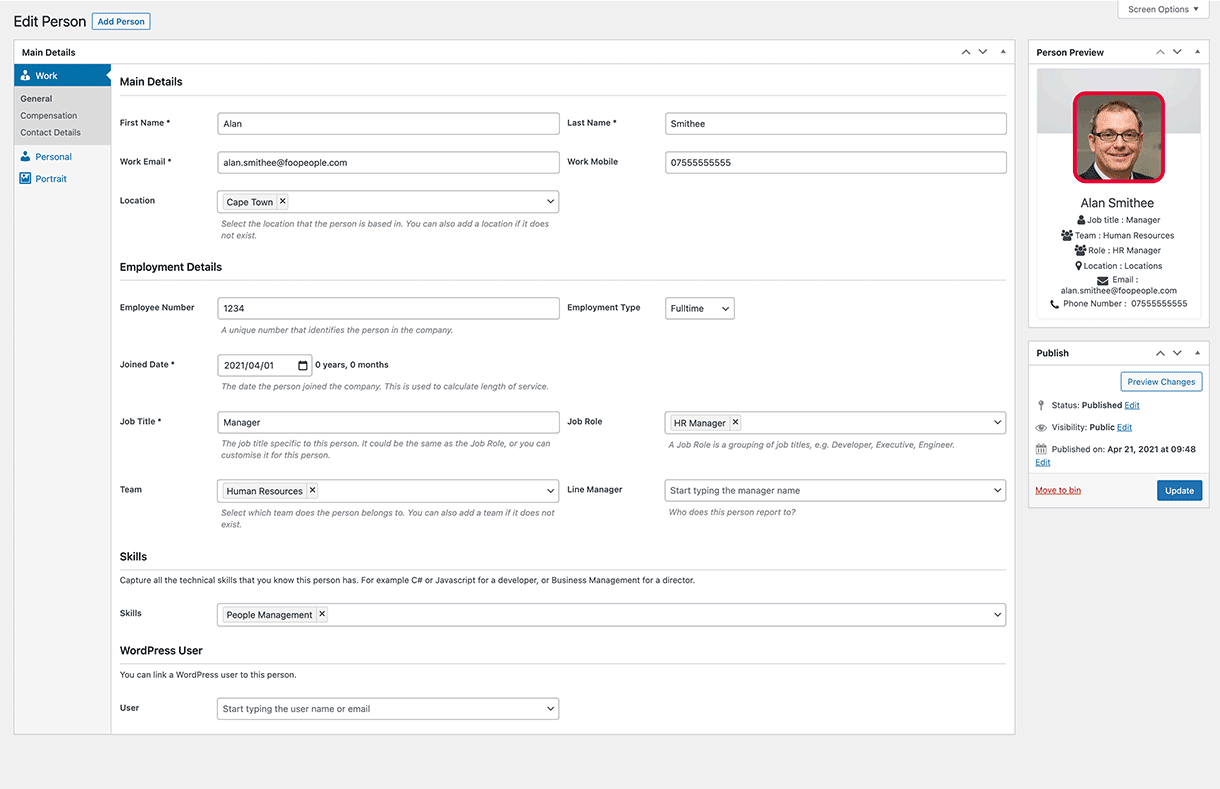 Screen Options ▼
Edit Person Add Person
Main Details
Work
General
Compensation
Contact Details
Personal
Portrait
Main Details
First Name * Alan Last Name * Smithee
Work Email * alan.smithee@foopeople.com Work Mobile 07555555555
Location Cape Town ✕
Select the location that the person is based in. You can also add a location if it does
not exist.
Employment Details
Employee Number 1234 Employment Type Fulltime
A unique number that identifies the person in the company.
Joined Date * 2021/04/01 0 years, 0 months
The date the person joined the company. This is used to calculate length of service.
Job Title * Manager Job Role HR Manager ✕
The job title specific to this person. It could be the same as the Job Role, or you can
customise it for this person.
A Job Role is a grouping of job titles, e.g. Developer, Executive, Engineer.
Team Human Resources ✕ Line Manager Start typing the manager name
Select which team does the person belongs to. You can also add a team if it does not
exist.
Who does this person report to?
Skills
Capture all the technical skills that you know this person has. For example C# or Javascript for a developer, or Business Management for a director.
Skills People Management ✕
WordPress User
You can link a WordPress user to this person.
User Start typing the user name or email
Person Preview
Alan Smithee
Job title : Manager
Team : Human Resources
Role : HR Manager
Location : Locations
Email :
alan.smithee@foopeople.com
Phone Number : 07555555555
Publish
Preview Changes
Status: Published Edit
Visibility: Public Edit
Published on: Apr 21, 2021 at 09:48
Edit
Move to bin Update